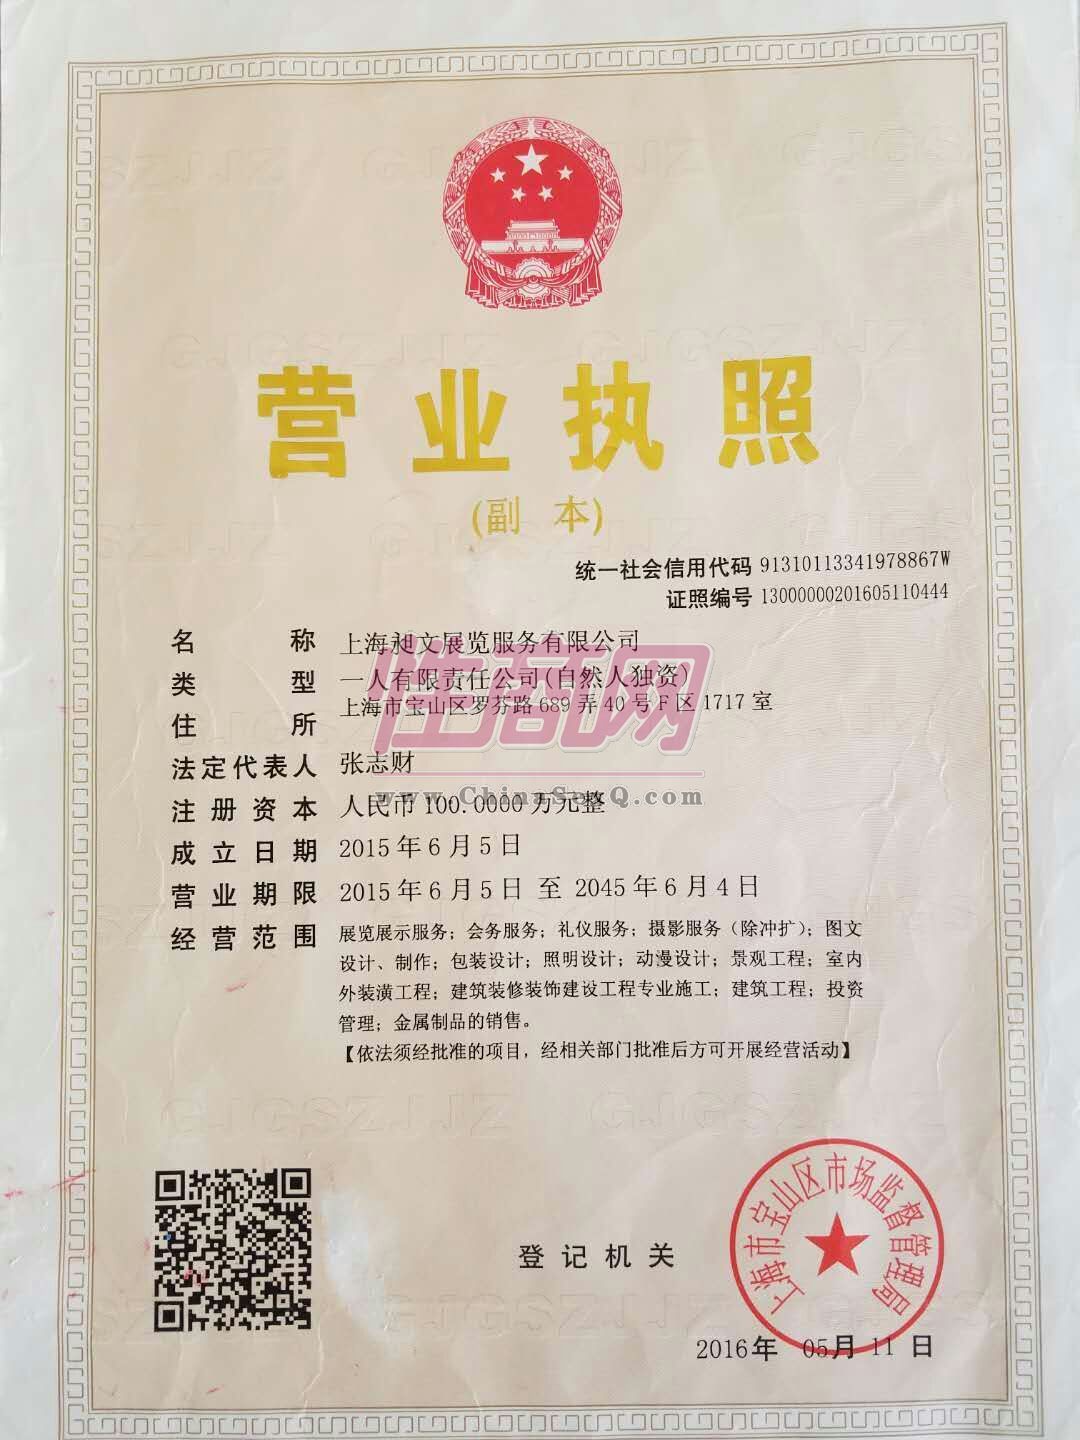 营业执照
(副 本)
统一社会信用代码 91310113341978867W
证照编号 13000000201605110444
名 称 上海昶文展览服务有限公司
类 型 一人有限责任公司(自然人独资)
住 所 上海市宝山区罗芬路689弄40号F区1717室
法定代表人 张志财
注册资本 人民币100.0000万元整
成立日期 2015年6月5日
营业期限 2015年6月5日 至 2045年6月4日
经营范围 展览展示服务；会务服务；礼仪服务；摄影服务（除冲扩）；图文
设计、制作；包装设计；照明设计；动漫设计；景观工程；室内
外装潢工程；建筑装修装饰建设工程专业施工；建筑工程；投资
管理；金属制品的销售。
【依法须经批准的项目，经相关部门批准后方可开展经营活动】
性商网
www.ChinaSexQ.com
登记机关
上海市宝山区市场监督管理局
2016年 05月 11日
GJGSZJJZ GJGSZJJZ